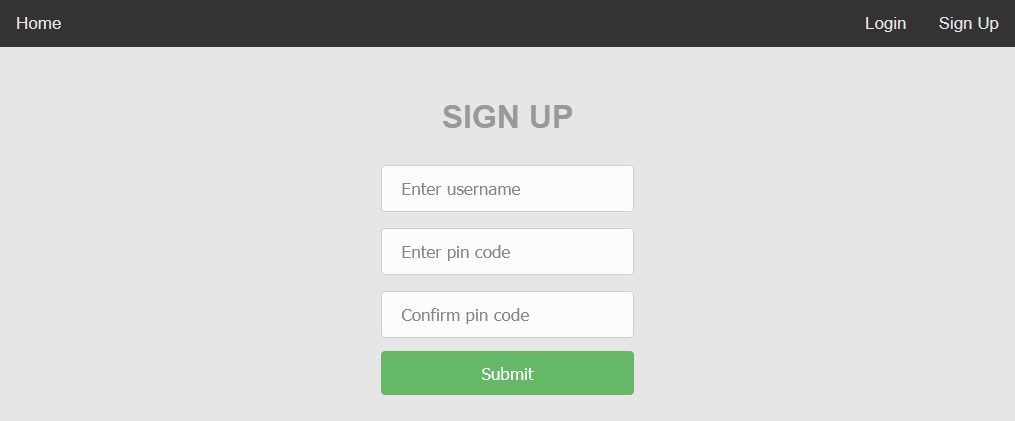 Home Login Sign Up
SIGN UP
Enter username
Enter pin code
Confirm pin code
Submit